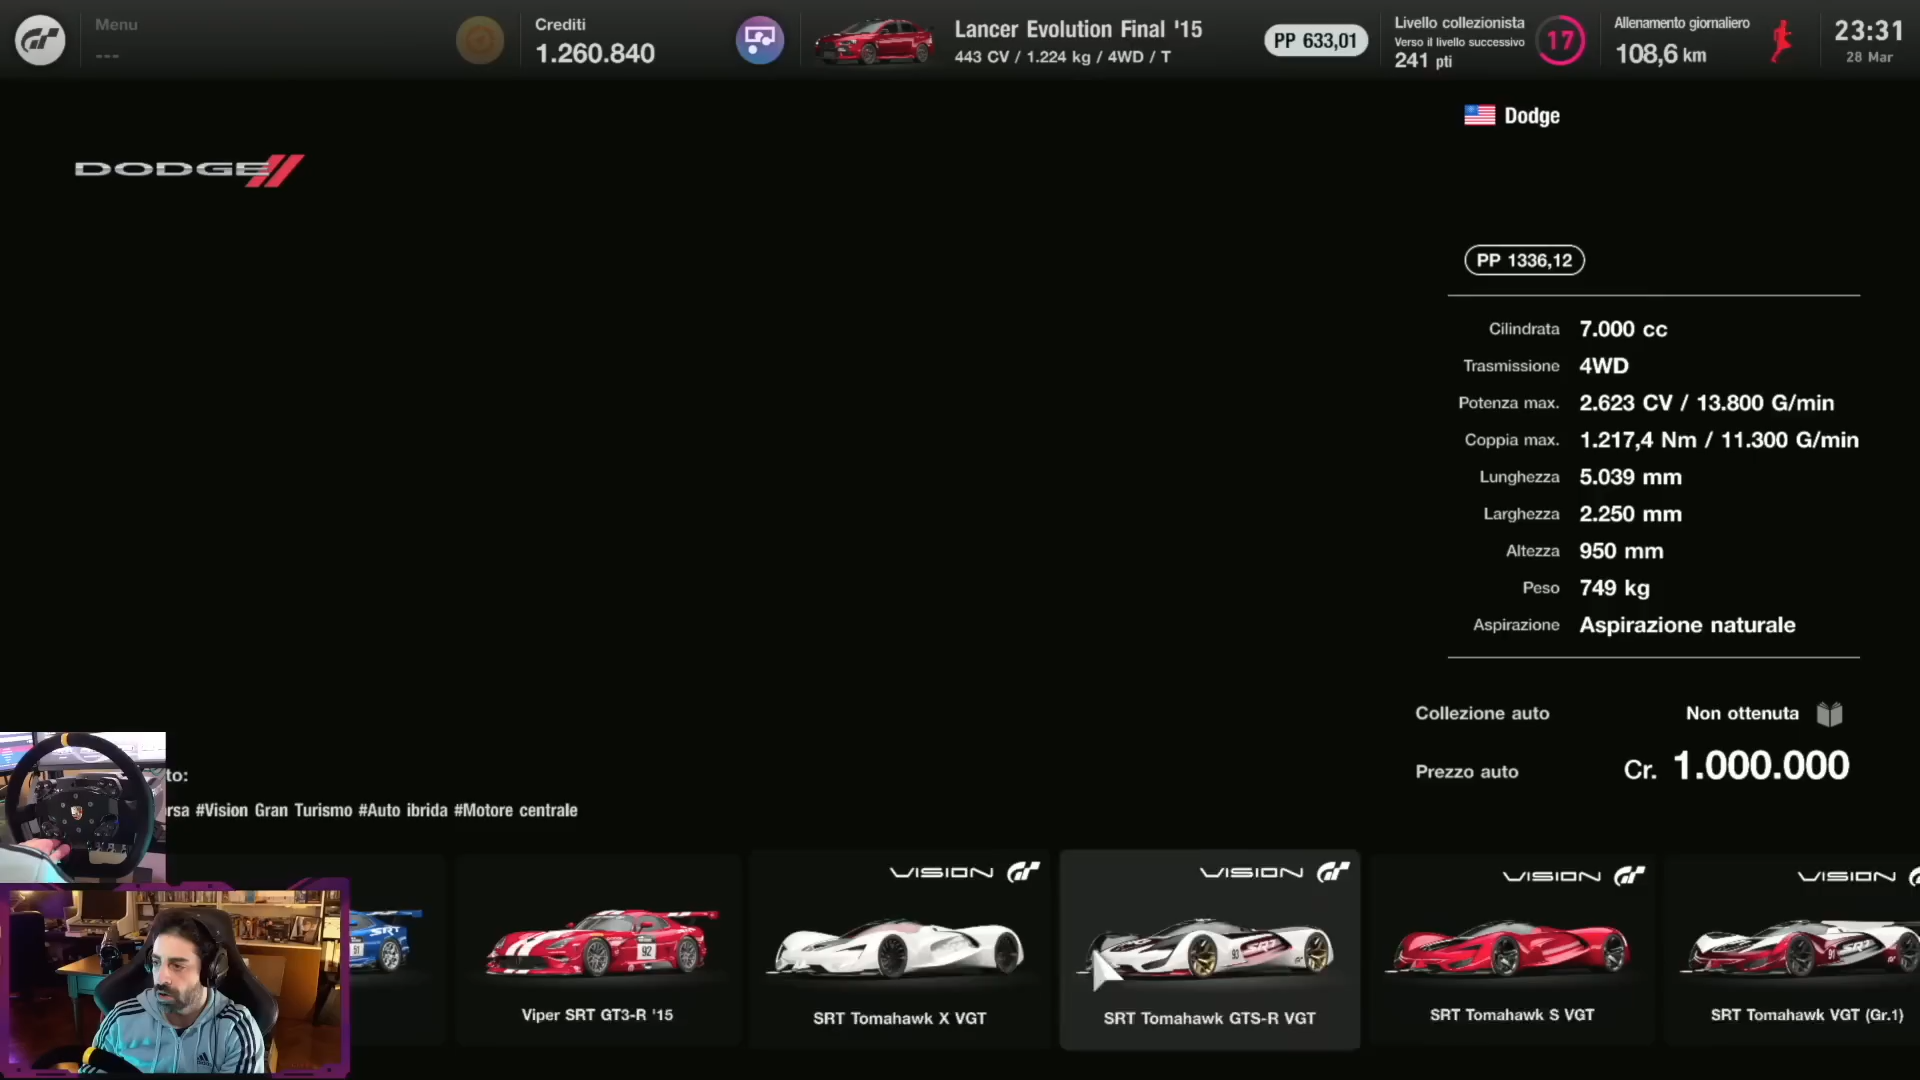 Menu
---
Crediti
1.260.840
Lancer Evolution Final '15
443 CV / 1.224 kg / 4WD / T
PP 633,01
Livello collezionista
Verso il livello successivo
241 pti
17
Allenamento giornaliero
108,6 km
23:31
28 Mar
Dodge
DODGE
PP 1336,12
Cilindrata 7.000 cc
Trasmissione 4WD
Potenza max. 2.623 CV / 13.800 G/min
Coppia max. 1.217,4 Nm / 11.300 G/min
Lunghezza 5.039 mm
Larghezza 2.250 mm
Altezza 950 mm
Peso 749 kg
Aspirazione Aspirazione naturale
Collezione auto Non ottenuta
Prezzo auto Cr. 1.000.000
to:
rsa #Vision Gran Turismo #Auto ibrida #Motore centrale
VISION GT
VISION GT
VISION GT
VISION
Viper SRT GT3-R '15
SRT Tomahawk X VGT
SRT Tomahawk GTS-R VGT
SRT Tomahawk S VGT
SRT Tomahawk VGT (Gr.1)